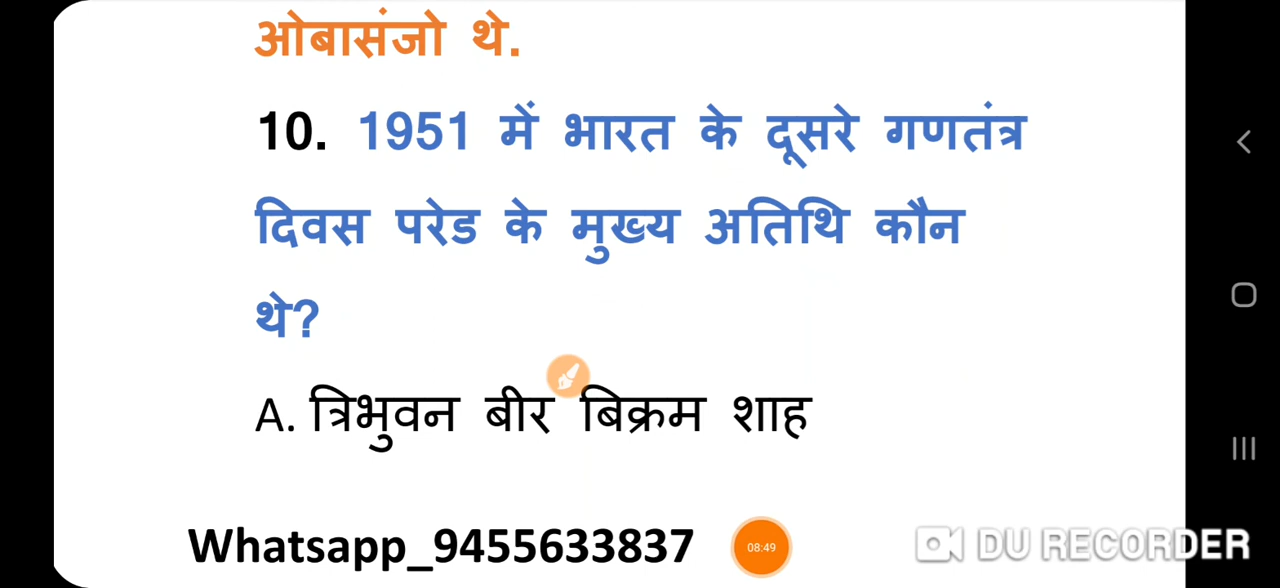 ओबासंजो थे.
10. 1951 में भारत के दूसरे गणतंत्र
दिवस परेड के मुख्य अतिथि कौन
थे?
A. त्रिभुवन बीर बिक्रम शाह
Whatsapp_9455633837
08:49
DU RECORDER